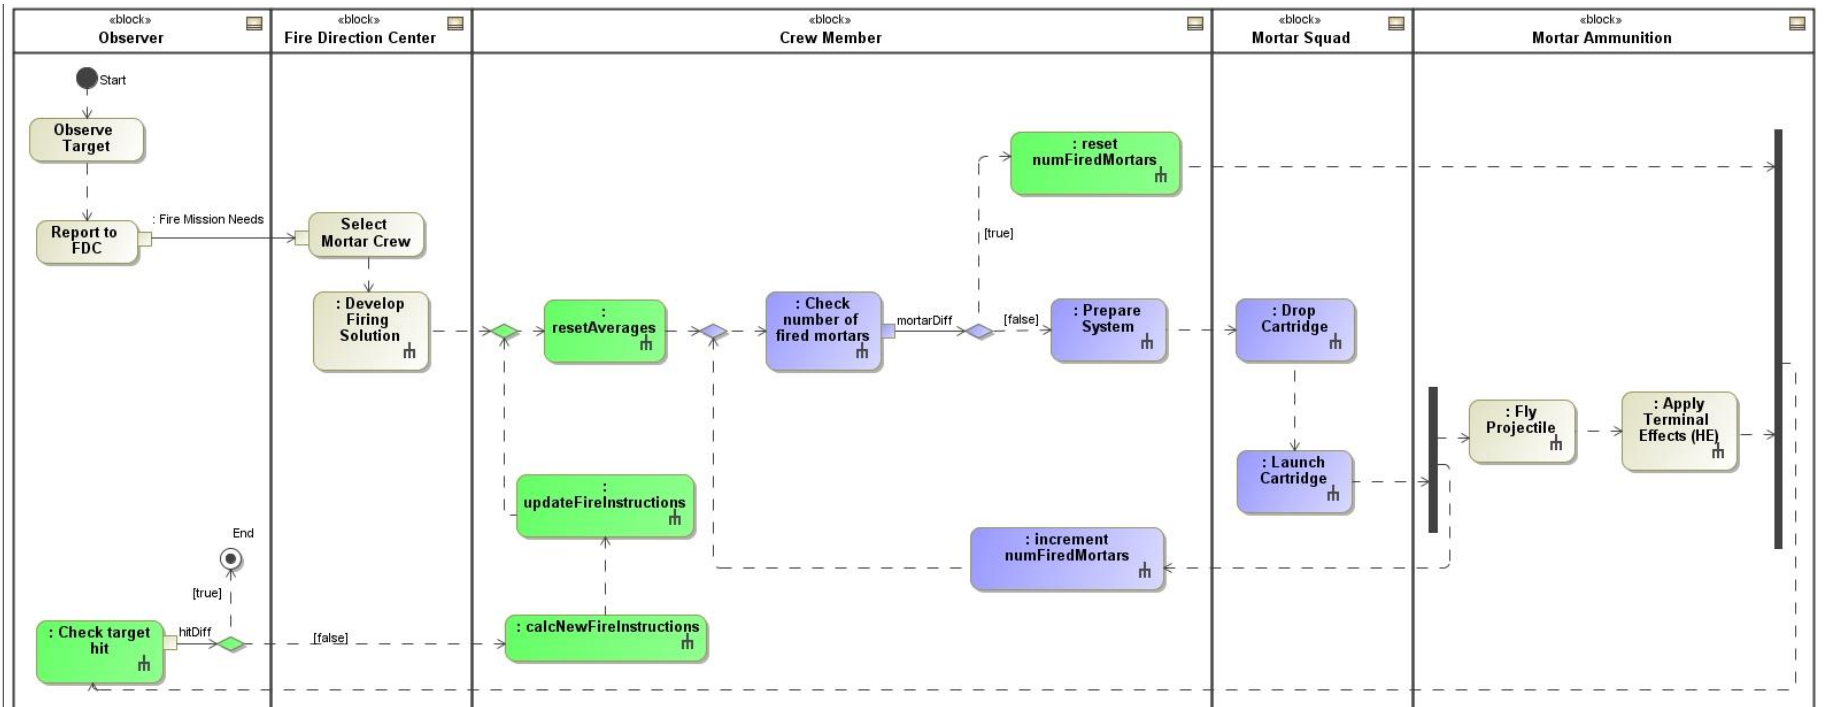 «block»
Observer
«block»
Fire Direction Center
«block»
Crew Member
«block»
Mortar Squad
«block»
Mortar Ammunition
Start
Observe
Target
Report to
FDC
: Fire Mission Needs
Select
Mortar Crew
: Develop
Firing
Solution
:
resetAverages
: Check
number of
fired mortars
mortarDiff
[true]
: reset
numFiredMortars
[false]
: Prepare
System
: Drop
Cartridge
: Launch
Cartridge
: Fly
Projectile
: Apply
Terminal
Effects (HE)
: increment
numFiredMortars
:
updateFireInstructions
: calcNewFireInstructions
End
[true]
: Check target
hit
hitDiff
[false]